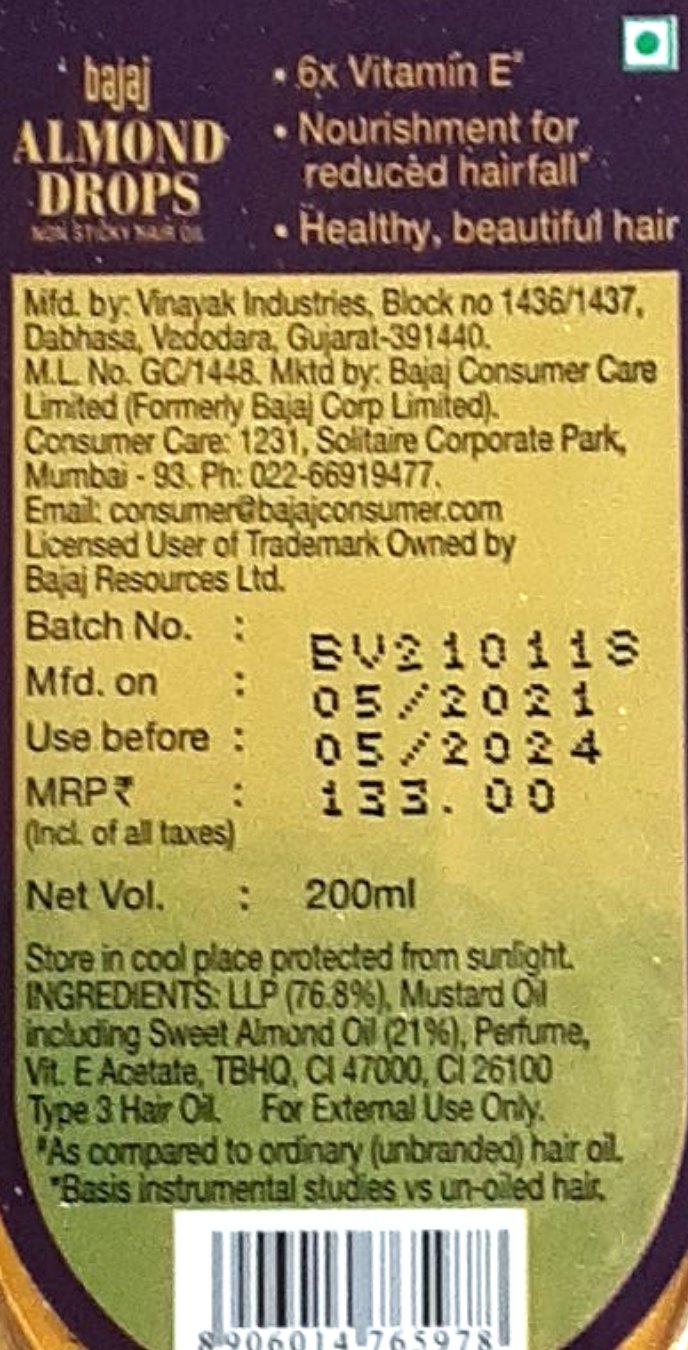 bajaj
ALMOND
DROPS
NON STICKY HAIR OIL
• 6x Vitamin E#
• Nourishment for
reduced hairfall*
• Healthy, beautiful hair
Mfd. by: Vinayak Industries, Block no 1436/1437,
Dabhasa, Vadodara, Gujarat-391440.
M.L. No. GC/1448. Mktd by: Bajaj Consumer Care
Limited (Formerly Bajaj Corp Limited).
Consumer Care: 1231, Solitaire Corporate Park,
Mumbai - 93. Ph: 022-66919477.
Email: consumer@bajajconsumer.com
Licensed User of Trademark Owned by
Bajaj Resources Ltd.
Batch No. : BV21011S
Mfd. on : 05/2021
Use before : 05/2024
MRP₹ : 133.00
(Incl. of all taxes)
Net Vol. : 200ml
Store in cool place protected from sunlight.
INGREDIENTS: LLP (76.8%), Mustard Oil
including Sweet Almond Oil (21%), Perfume,
Vit. E Acetate, TBHQ, CI 47000, CI 26100
Type 3 Hair Oil. For External Use Only.
#As compared to ordinary (unbranded) hair oil.
*Basis instrumental studies vs un-oiled hair.
8 906014 765978